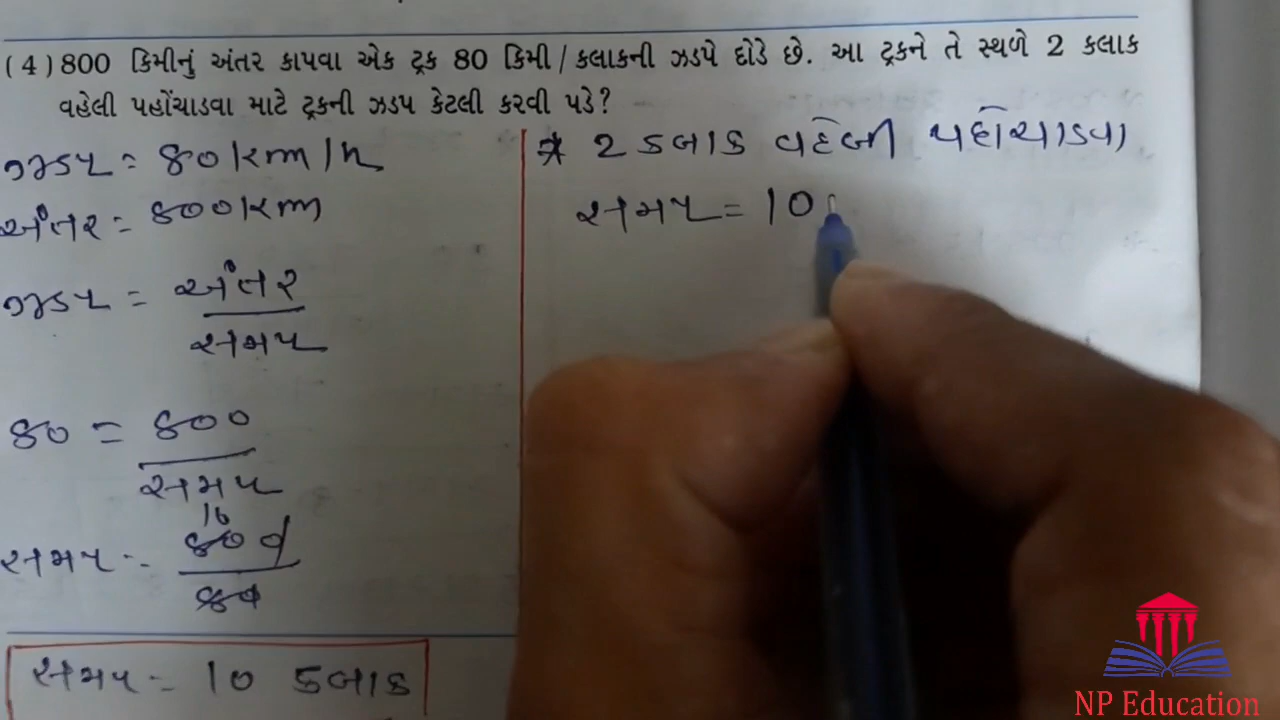 ( 4 ) 800 કિમીનું અંતર કાપવા એક ટ્રક 80 કિમી / કલાકની ઝડપે દોડે છે. આ ટ્રકને તે સ્થળે 2 કલાક
વહેલી પહોંચાડવા માટે ટ્રકની ઝડપ કેટલી કરવી પડે?
ઝડપ = 80 km/h
અંતર = 800 km
ઝડપ = અંતર
સમય
80 = 800
સમય
10
સમય = 800
80
સમય = 10 કલાક
* 2 કલાક વહેલી પહોંચાડવા
સમય = 10
NP Education